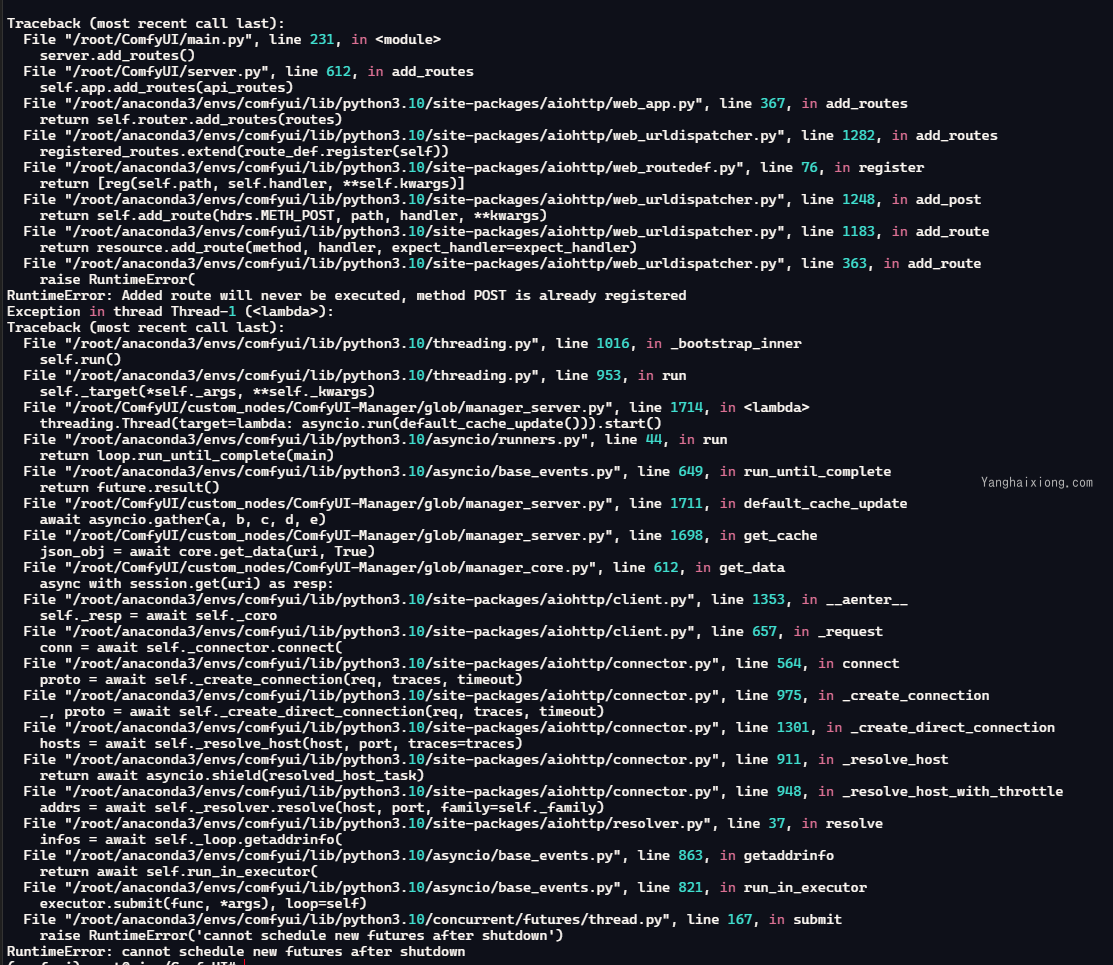 Traceback (most recent call last):
  File "/root/ComfyUI/main.py", line 231, in <module>
    server.add_routes()
  File "/root/ComfyUI/server.py", line 612, in add_routes
    self.app.add_routes(api_routes)
  File "/root/anaconda3/envs/comfyui/lib/python3.10/site-packages/aiohttp/web_app.py", line 367, in add_routes
    return self.router.add_routes(routes)
  File "/root/anaconda3/envs/comfyui/lib/python3.10/site-packages/aiohttp/web_urldispatcher.py", line 1282, in add_routes
    registered_routes.extend(route_def.register(self))
  File "/root/anaconda3/envs/comfyui/lib/python3.10/site-packages/aiohttp/web_routedef.py", line 76, in register
    return [reg(self.path, self.handler, **self.kwargs)]
  File "/root/anaconda3/envs/comfyui/lib/python3.10/site-packages/aiohttp/web_urldispatcher.py", line 1248, in add_post
    return self.add_route(hdrs.METH_POST, path, handler, **kwargs)
  File "/root/anaconda3/envs/comfyui/lib/python3.10/site-packages/aiohttp/web_urldispatcher.py", line 1183, in add_route
    return resource.add_route(method, handler, expect_handler=expect_handler)
  File "/root/anaconda3/envs/comfyui/lib/python3.10/site-packages/aiohttp/web_urldispatcher.py", line 363, in add_route
    raise RuntimeError(
RuntimeError: Added route will never be executed, method POST is already registered
Exception in thread Thread-1 (<lambda>):
Traceback (most recent call last):
  File "/root/anaconda3/envs/comfyui/lib/python3.10/threading.py", line 1016, in _bootstrap_inner
    self.run()
  File "/root/anaconda3/envs/comfyui/lib/python3.10/threading.py", line 953, in run
    self._target(*self._args, **self._kwargs)
  File "/root/ComfyUI/custom_nodes/ComfyUI-Manager/glob/manager_server.py", line 1714, in <lambda>
    threading.Thread(target=lambda: asyncio.run(default_cache_update())).start()
  File "/root/anaconda3/envs/comfyui/lib/python3.10/asyncio/runners.py", line 44, in run
    return loop.run_until_complete(main)
  File "/root/anaconda3/envs/comfyui/lib/python3.10/asyncio/base_events.py", line 649, in run_until_complete
    return future.result()
Yanghaixiong.com
  File "/root/ComfyUI/custom_nodes/ComfyUI-Manager/glob/manager_server.py", line 1711, in default_cache_update
    await asyncio.gather(a, b, c, d, e)
  File "/root/ComfyUI/custom_nodes/ComfyUI-Manager/glob/manager_server.py", line 1698, in get_cache
    json_obj = await core.get_data(uri, True)
  File "/root/ComfyUI/custom_nodes/ComfyUI-Manager/glob/manager_core.py", line 612, in get_data
    async with session.get(uri) as resp:
  File "/root/anaconda3/envs/comfyui/lib/python3.10/site-packages/aiohttp/client.py", line 1353, in __aenter__
    self._resp = await self._coro
  File "/root/anaconda3/envs/comfyui/lib/python3.10/site-packages/aiohttp/client.py", line 657, in _request
    conn = await self._connector.connect(
  File "/root/anaconda3/envs/comfyui/lib/python3.10/site-packages/aiohttp/connector.py", line 564, in connect
    proto = await self._create_connection(req, traces, timeout)
  File "/root/anaconda3/envs/comfyui/lib/python3.10/site-packages/aiohttp/connector.py", line 975, in _create_connection
    _, proto = await self._create_direct_connection(req, traces, timeout)
  File "/root/anaconda3/envs/comfyui/lib/python3.10/site-packages/aiohttp/connector.py", line 1301, in _create_direct_connection
    hosts = await self._resolve_host(host, port, traces=traces)
  File "/root/anaconda3/envs/comfyui/lib/python3.10/site-packages/aiohttp/connector.py", line 911, in _resolve_host
    return await asyncio.shield(resolved_host_task)
  File "/root/anaconda3/envs/comfyui/lib/python3.10/site-packages/aiohttp/connector.py", line 948, in _resolve_host_with_throttle
    addrs = await self._resolver.resolve(host, port, family=self._family)
  File "/root/anaconda3/envs/comfyui/lib/python3.10/site-packages/aiohttp/resolver.py", line 37, in resolve
    infos = await self._loop.getaddrinfo(
  File "/root/anaconda3/envs/comfyui/lib/python3.10/asyncio/base_events.py", line 863, in getaddrinfo
    return await self.run_in_executor(
  File "/root/anaconda3/envs/comfyui/lib/python3.10/asyncio/base_events.py", line 821, in run_in_executor
    executor.submit(func, *args), loop=self)
  File "/root/anaconda3/envs/comfyui/lib/python3.10/concurrent/futures/thread.py", line 167, in submit
    raise RuntimeError('cannot schedule new futures after shutdown')
RuntimeError: cannot schedule new futures after shutdown